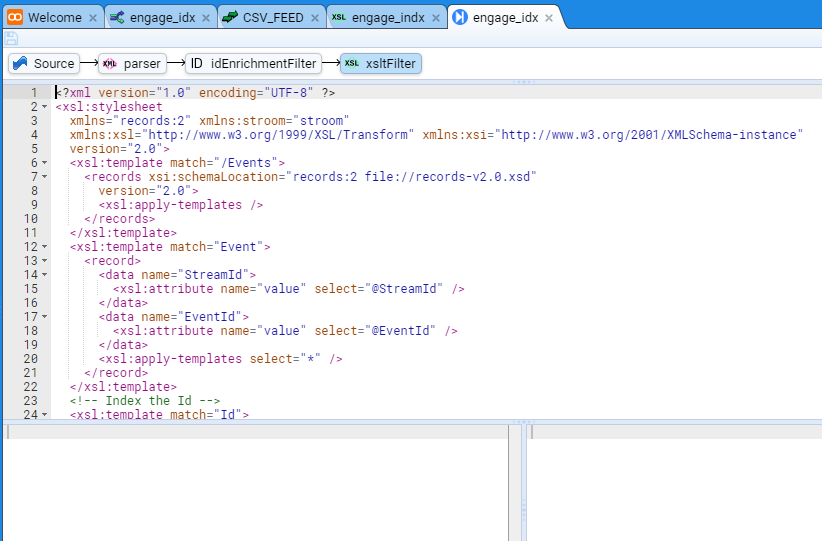 Welcome engage_idx CSV_FEED XSL engage_indx engage_idx
Source XML parser ID idEnrichmentFilter XSL xsltFilter
1 <?xml version="1.0" encoding="UTF-8" ?>
2 <xsl:stylesheet
3 xmlns="records:2" xmlns:stroom="stroom"
4 xmlns:xsl="http://www.w3.org/1999/XSL/Transform" xmlns:xsi="http://www.w3.org/2001/XMLSchema-instance"
5 version="2.0">
6 <xsl:template match="/Events">
7 <records xsi:schemaLocation="records:2 file://records-v2.0.xsd"
8 version="2.0">
9 <xsl:apply-templates />
10 </records>
11 </xsl:template>
12 <xsl:template match="Event">
13 <record>
14 <data name="StreamId">
15 <xsl:attribute name="value" select="@StreamId" />
16 </data>
17 <data name="EventId">
18 <xsl:attribute name="value" select="@EventId" />
19 </data>
20 <xsl:apply-templates select="*" />
21 </record>
22 </xsl:template>
23 <!-- Index the Id -->
24 <xsl:template match="Id">